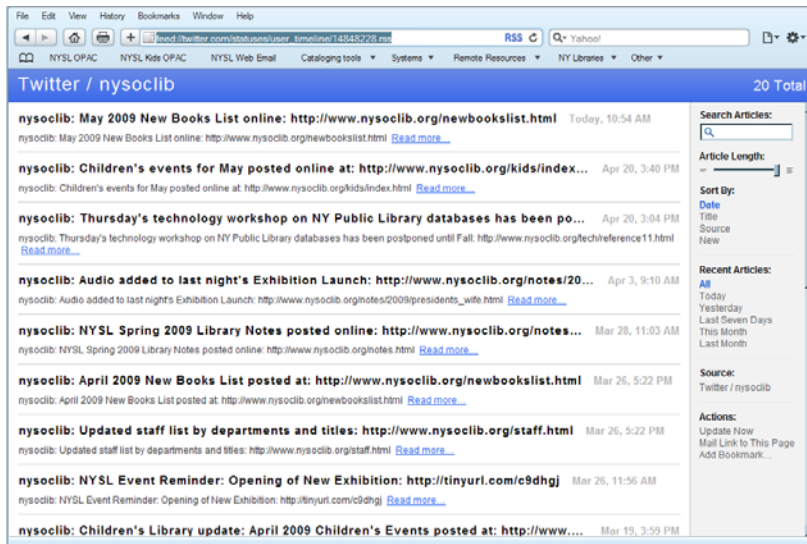 File Edit View History Bookmarks Window Help
feed://twitter.com/statuses/user_timeline/14848228.rss RSS Yahoo!
NYSL OPAC NYSL Kids OPAC NYSL Web Email Cataloging tools Systems Remote Resources NY Libraries Other
Twitter / nysoclib 20 Total
nysoclib: May 2009 New Books List online: http://www.nysoclib.org/newbookslist.html Today, 10:54 AM
nysoclib: May 2009 New Books List online: http://www.nysoclib.org/newbookslist.html Read more...
nysoclib: Children's events for May posted online at: http://www.nysoclib.org/kids/index... Apr 20, 3:40 PM
nysoclib: Children's events for May posted online at: http://www.nysoclib.org/kids/index.html Read more...
nysoclib: Thursday's technology workshop on NY Public Library databases has been po... Apr 20, 3:04 PM
nysoclib: Thursday's technology workshop on NY Public Library databases has been postponed until Fall: http://www.nysoclib.org/tech/reference11.html
Read more...
nysoclib: Audio added to last night's Exhibition Launch: http://www.nysoclib.org/notes/20... Apr 3, 9:10 AM
nysoclib: Audio added to last night's Exhibition Launch: http://www.nysoclib.org/notes/2009/presidents_wife.html Read more...
nysoclib: NYSL Spring 2009 Library Notes posted online: http://www.nysoclib.org/notes... Mar 28, 11:03 AM
nysoclib: NYSL Spring 2009 Library Notes posted online: http://www.nysoclib.org/notes.html Read more...
nysoclib: April 2009 New Books List posted at: http://www.nysoclib.org/newbookslist.html Mar 26, 5:22 PM
nysoclib: April 2009 New Books List posted at: http://www.nysoclib.org/newbookslist.html Read more...
nysoclib: Updated staff list by departments and titles: http://www.nysoclib.org/staff.html Mar 26, 5:22 PM
nysoclib: Updated staff list by departments and titles: http://www.nysoclib.org/staff.html Read more...
nysoclib: NYSL Event Reminder: Opening of New Exhibition: http://tinyurl.com/c9dhgj Mar 26, 11:56 AM
nysoclib: NYSL Event Reminder: Opening of New Exhibition: http://tinyurl.com/c9dhgj Read more...
nysoclib: Children's Library update: April 2009 Children's Events posted at: http://www.... Mar 19, 3:59 PM
Search Articles:
Article Length:
Sort By:
Date
Title
Source
New
Recent Articles:
All
Today
Yesterday
Last Seven Days
This Month
Last Month
Source:
Twitter / nysoclib
Actions:
Update Now
Mail Link to This Page
Add Bookmark...